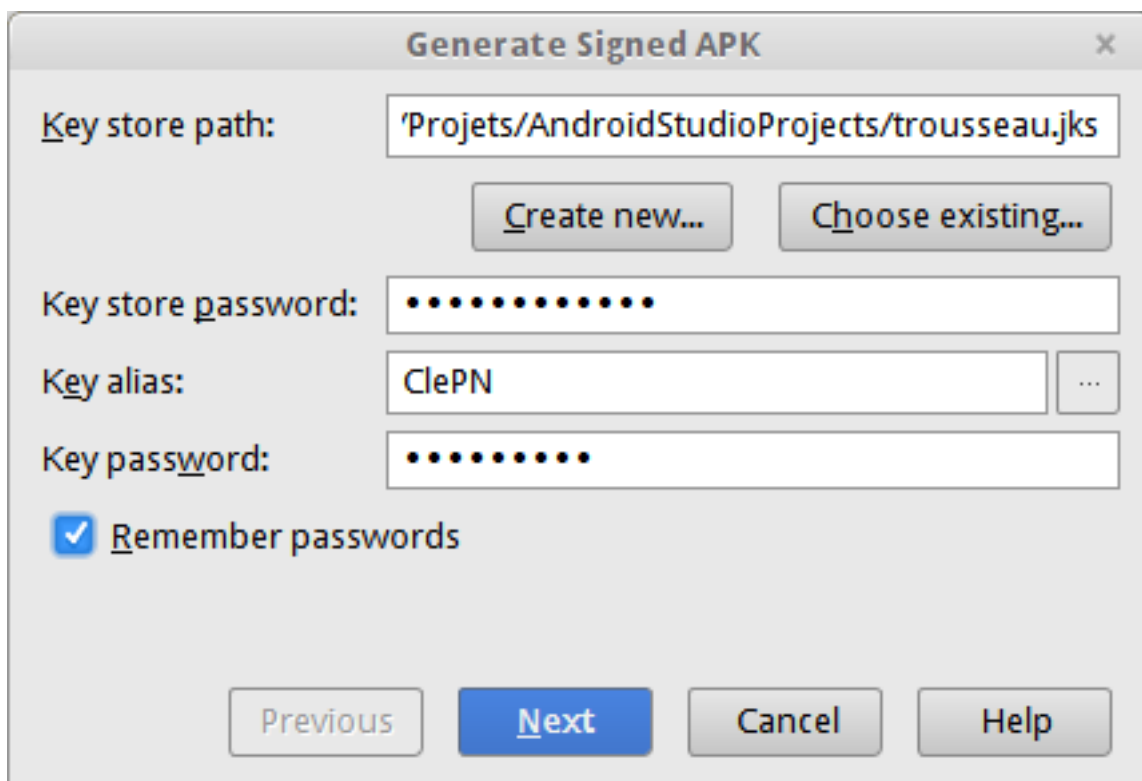 Generate Signed APK
Key store path: /Projets/AndroidStudioProjects/trousseau.jks
Create new... Choose existing...
Key store password: ••••••••••••
Key alias: ClePN ...
Key password: •••••••••
Remember passwords
Previous Next Cancel Help